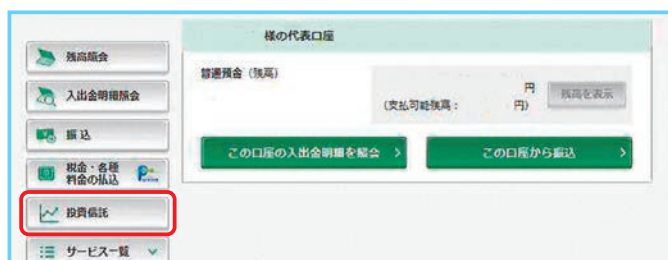 残高照会
入出金明細照会
振込
税金・各種
料金の払込
投資信託
サービス一覧
様の代表口座
普通預金（残高）
円
（支払可能残高： 円）
残高を表示
この口座の入出金明細を照会
この口座から振込